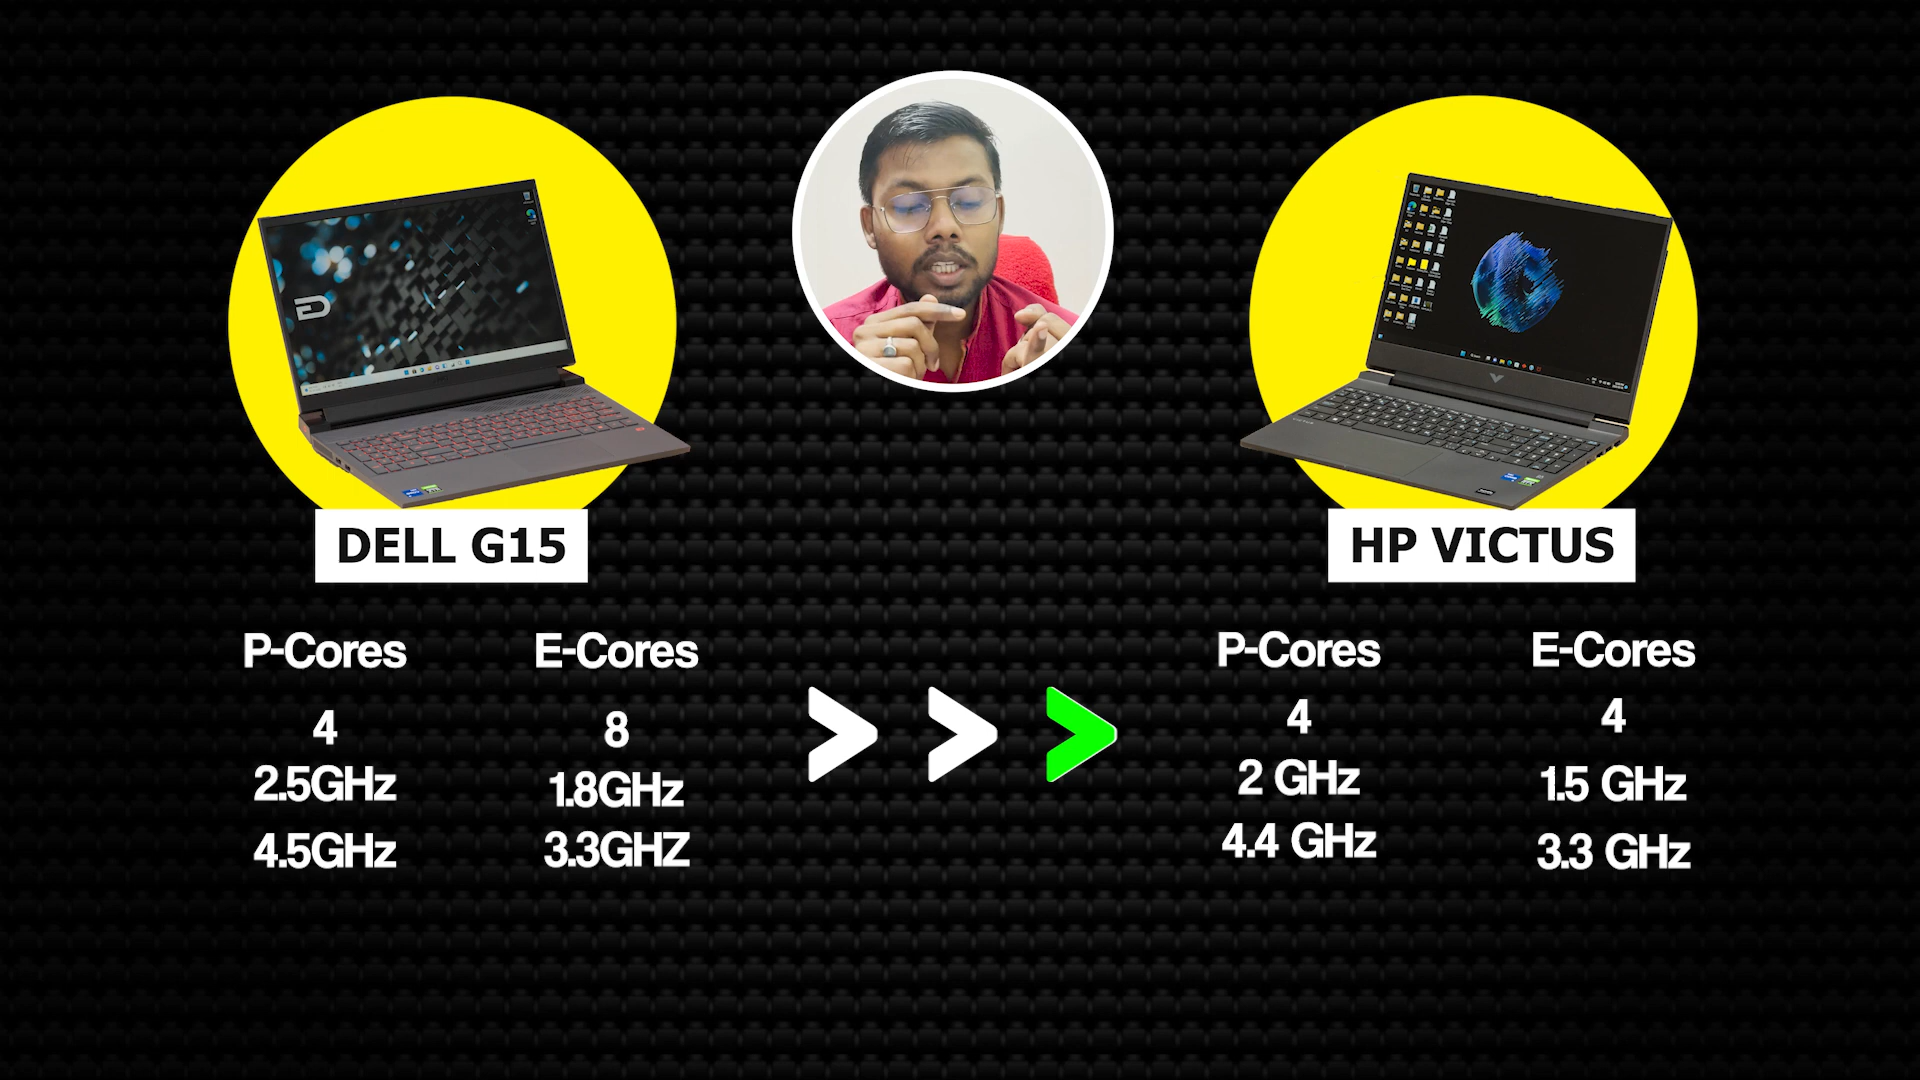 DELL G15
HP VICTUS
P-Cores
E-Cores
4
8
2.5GHz
1.8GHz
4.5GHz
3.3GHZ
P-Cores
E-Cores
4
4
2 GHz
1.5 GHz
4.4 GHz
3.3 GHz